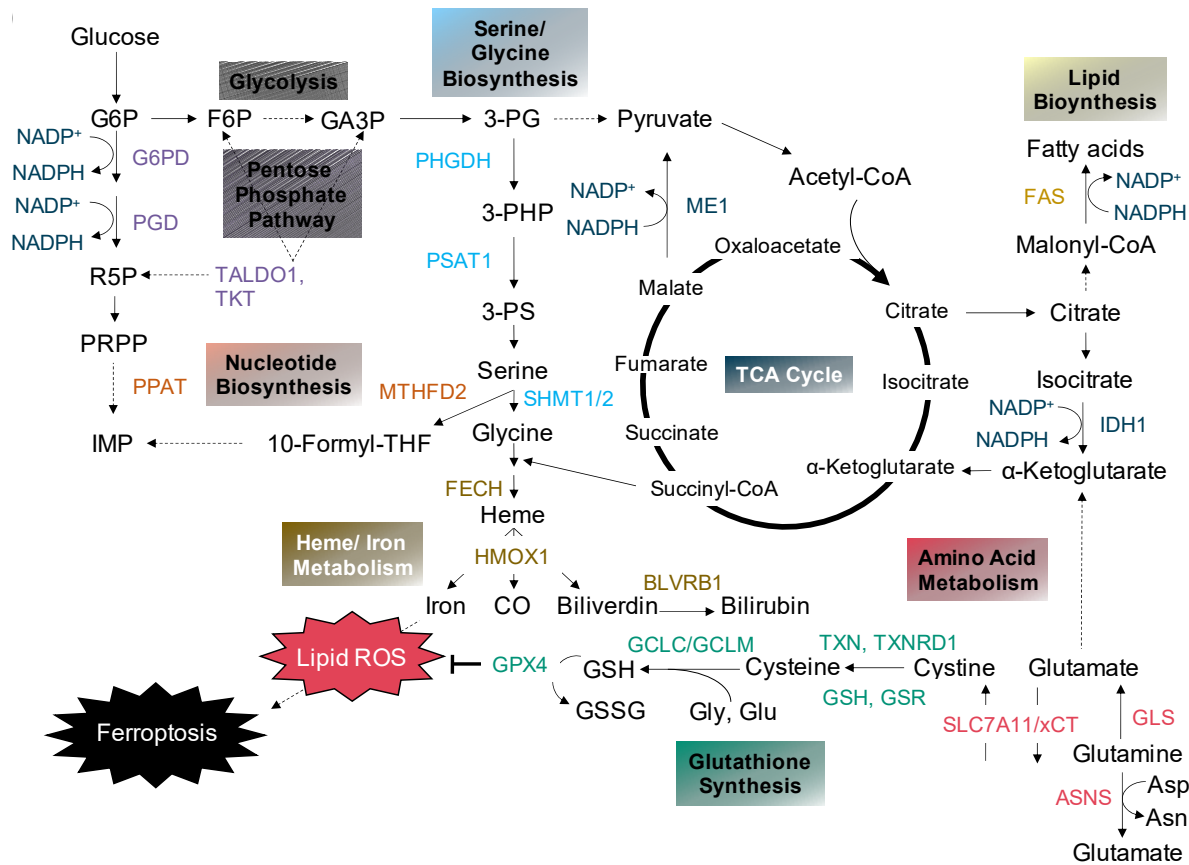 Glucose
Glycolysis
Serine/
Glycine
Biosynthesis
Lipid
Bioynthesis
G6P
F6P
GA3P
3-PG
Pyruvate
Acetyl-CoA
Fatty acids
NADP+
NADPH
G6PD
NADP+
NADPH
PGD
Pentose
Phosphate
Pathway
PHGDH
3-PHP
NADP+
NADPH
ME1
FAS
NADP+
NADPH
Malonyl-CoA
R5P
TALDO1,
TKT
PSAT1
3-PS
Oxaloacetate
Malate
Citrate
Citrate
PRPP
PPAT
Nucleotide
Biosynthesis
Serine
MTHFD2
SHMT1/2
Fumarate
TCA Cycle
Isocitrate
Isocitrate
NADP+
NADPH
IDH1
IMP
10-Formyl-THF
Glycine
Succinate
α-Ketoglutarate
α-Ketoglutarate
Succinyl-CoA
FECH
Heme
Heme/ Iron
Metabolism
HMOX1
Amino Acid
Metabolism
Iron
CO
Biliverdin
BLVRB1
Bilirubin
Lipid ROS
GPX4
GSH
GSSG
GCLC/GCLM
Gly, Glu
Cysteine
TXN, TXNRD1
GSH, GSR
Cystine
Glutamate
SLC7A11/xCT
GLS
Ferroptosis
Glutathione
Synthesis
Glutamine
ASNS
Asp
Asn
Glutamate